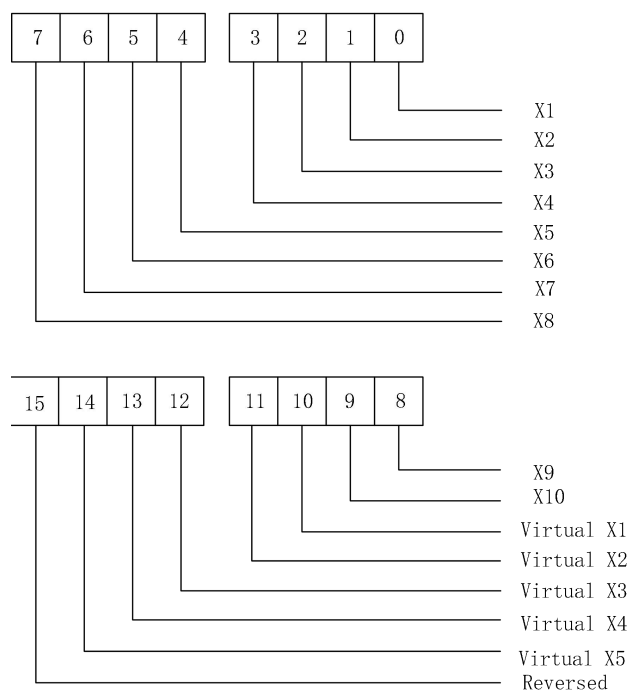 7 6 5 4 3 2 1 0
X1
X2
X3
X4
X5
X6
X7
X8
15 14 13 12 11 10 9 8
X9
X10
Virtual X1
Virtual X2
Virtual X3
Virtual X4
Virtual X5
Reversed